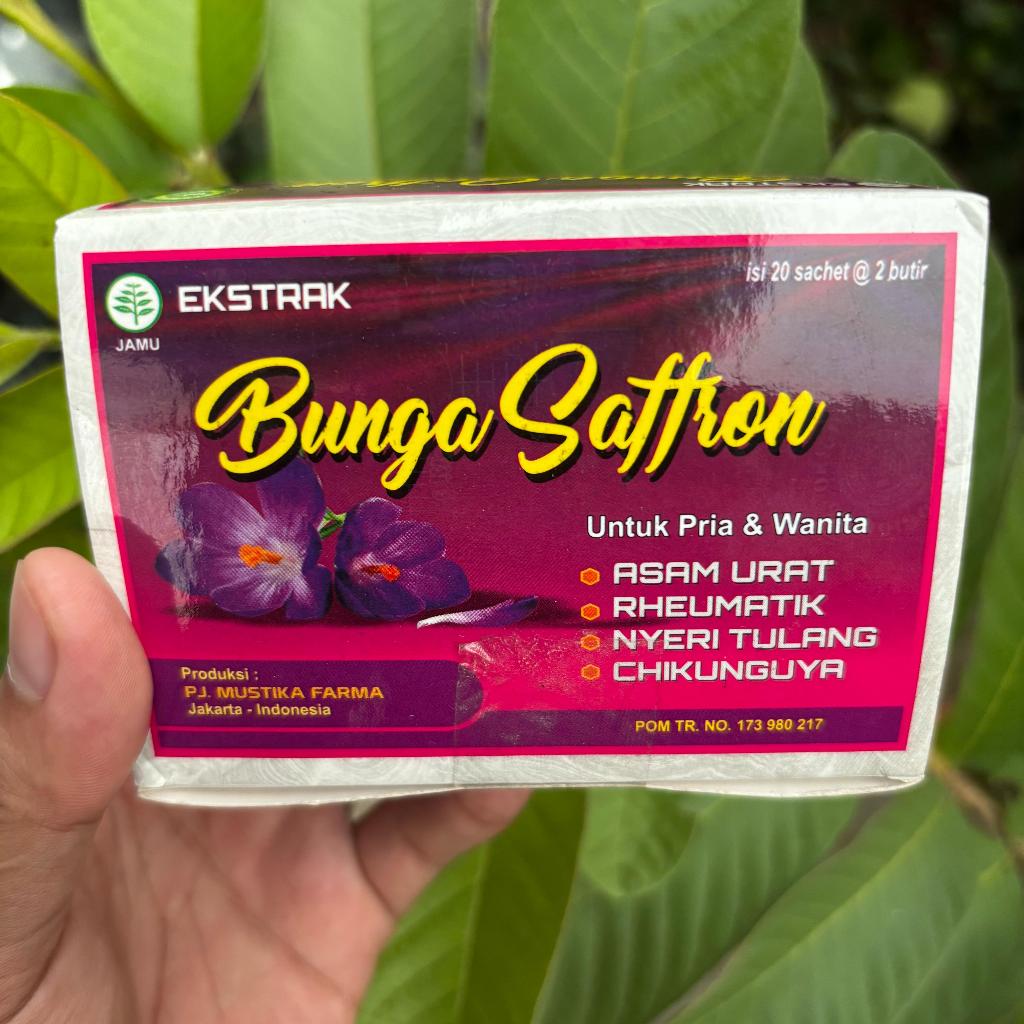 isi 20 sachet @ 2 butir
EKSTRAK
JAMU
Bunga Saffron
Untuk Pria & Wanita
ASAM URAT
RHEUMATIK
NYERI TULANG
CHIKUNGUYA
Produksi :
PJ. MUSTIKA FARMA
Jakarta - Indonesia
POM TR. NO. 173 980 217